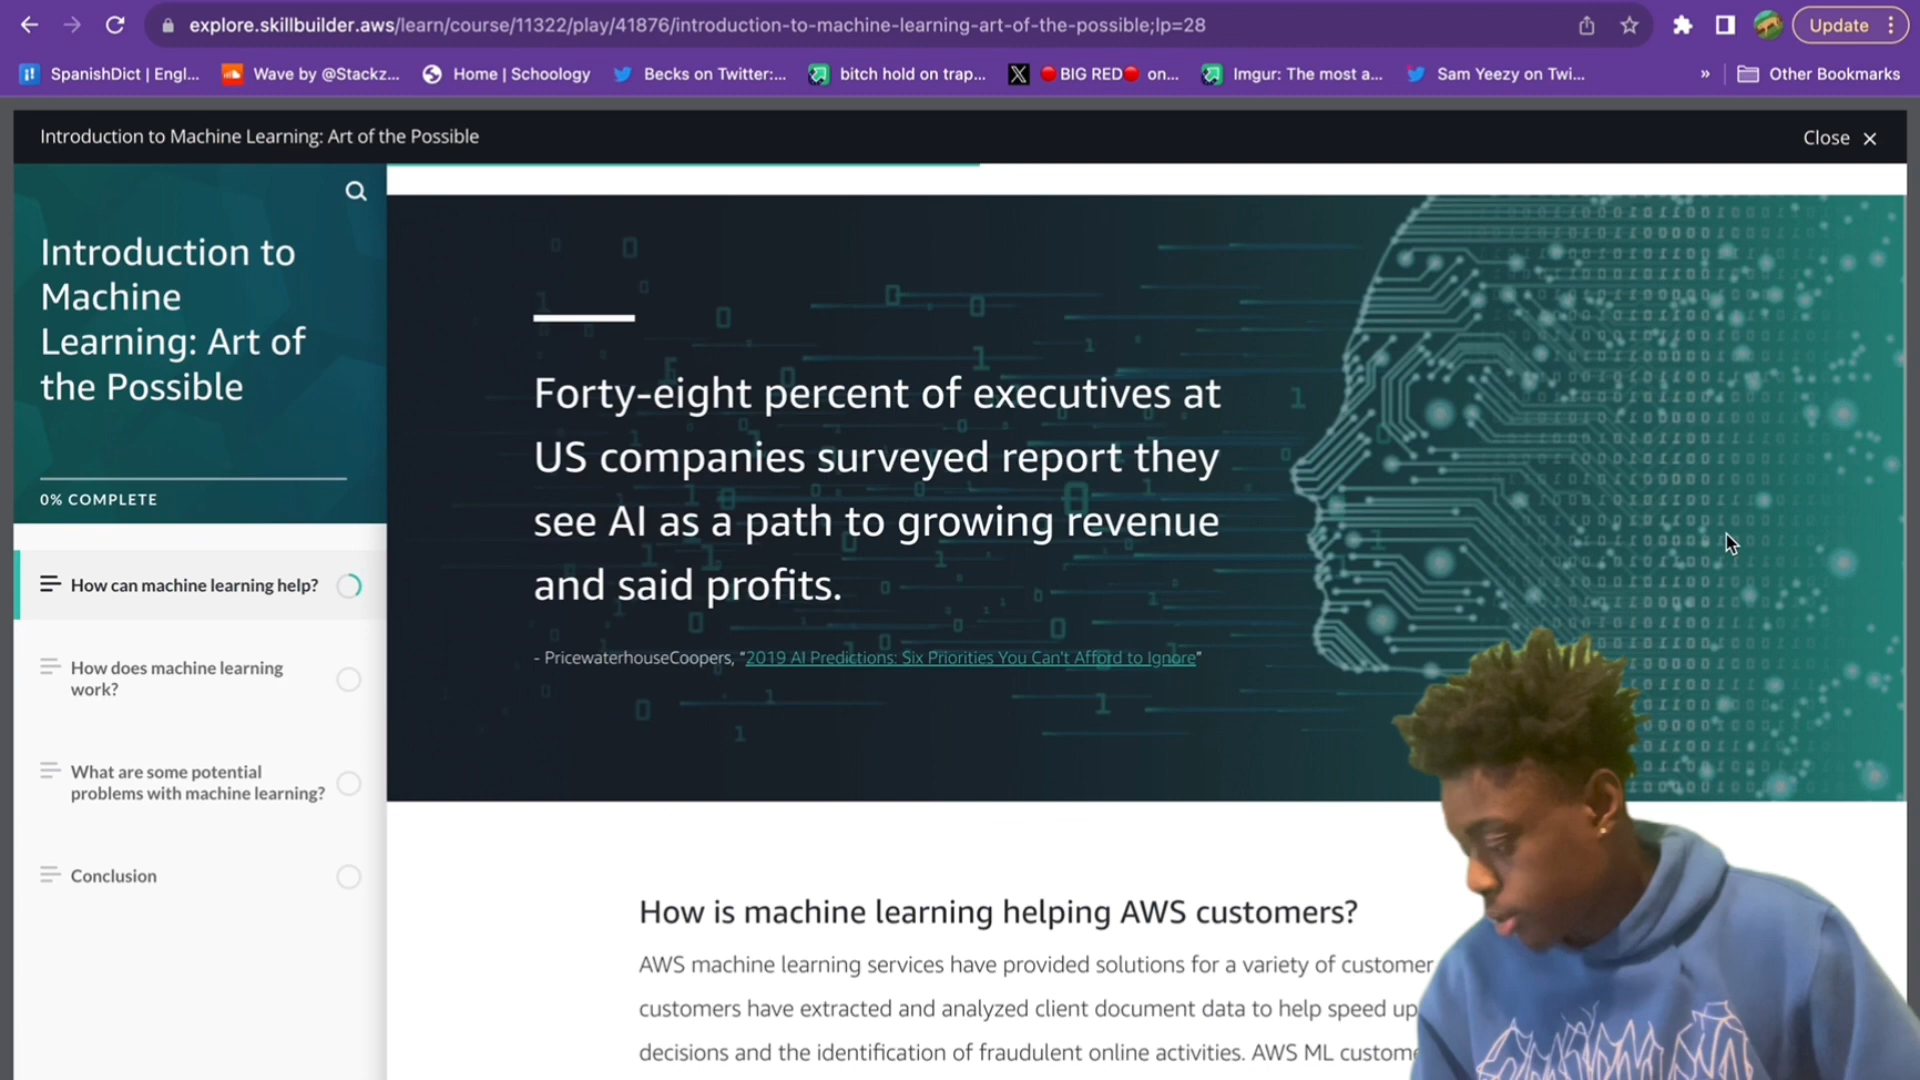 explore.skillbuilder.aws/learn/course/11322/play/41876/introduction-to-machine-learning-art-of-the-possible;lp=28
Update
SpanishDict | Engl...
Wave by @Stackz...
Home | Schoology
Becks on Twitter:...
bitch hold on trap...
🔴BIG RED🔴 on...
Imgur: The most a...
Sam Yeezy on Twi...
»
Other Bookmarks
Introduction to Machine Learning: Art of the Possible
Close ×
Introduction to
Machine
Learning: Art of
the Possible
0% COMPLETE
How can machine learning help?
How does machine learning
work?
What are some potential
problems with machine learning?
Conclusion
Forty-eight percent of executives at
US companies surveyed report they
see AI as a path to growing revenue
and said profits.
- PricewaterhouseCoopers, “2019 AI Predictions: Six Priorities You Can't Afford to Ignore”
How is machine learning helping AWS customers?
AWS machine learning services have provided solutions for a variety of customer
customers have extracted and analyzed client document data to help speed up
decisions and the identification of fraudulent online activities. AWS ML custome